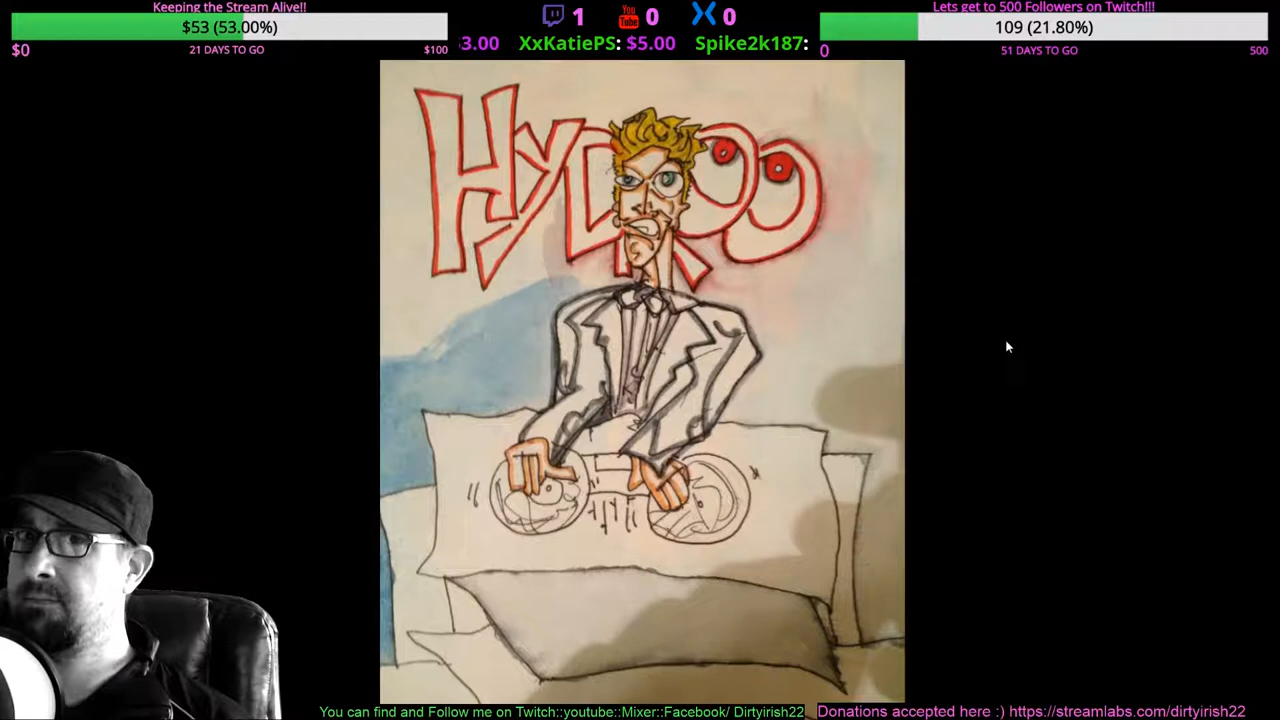 Keeping the Stream Alive!!
$53 (53.00%)
$0
21 DAYS TO GO
$100
1
You Tube
0
0
3.00 XxKatiePS: $5.00 Spike2k187:
Lets get to 500 Followers on Twitch!!!
109 (21.80%)
0
51 DAYS TO GO
500
You can find and Follow me on Twitch::youtube::Mixer::Facebook/ Dirtyirish22
Donations accepted here :) https://streamlabs.com/dirtyirish22